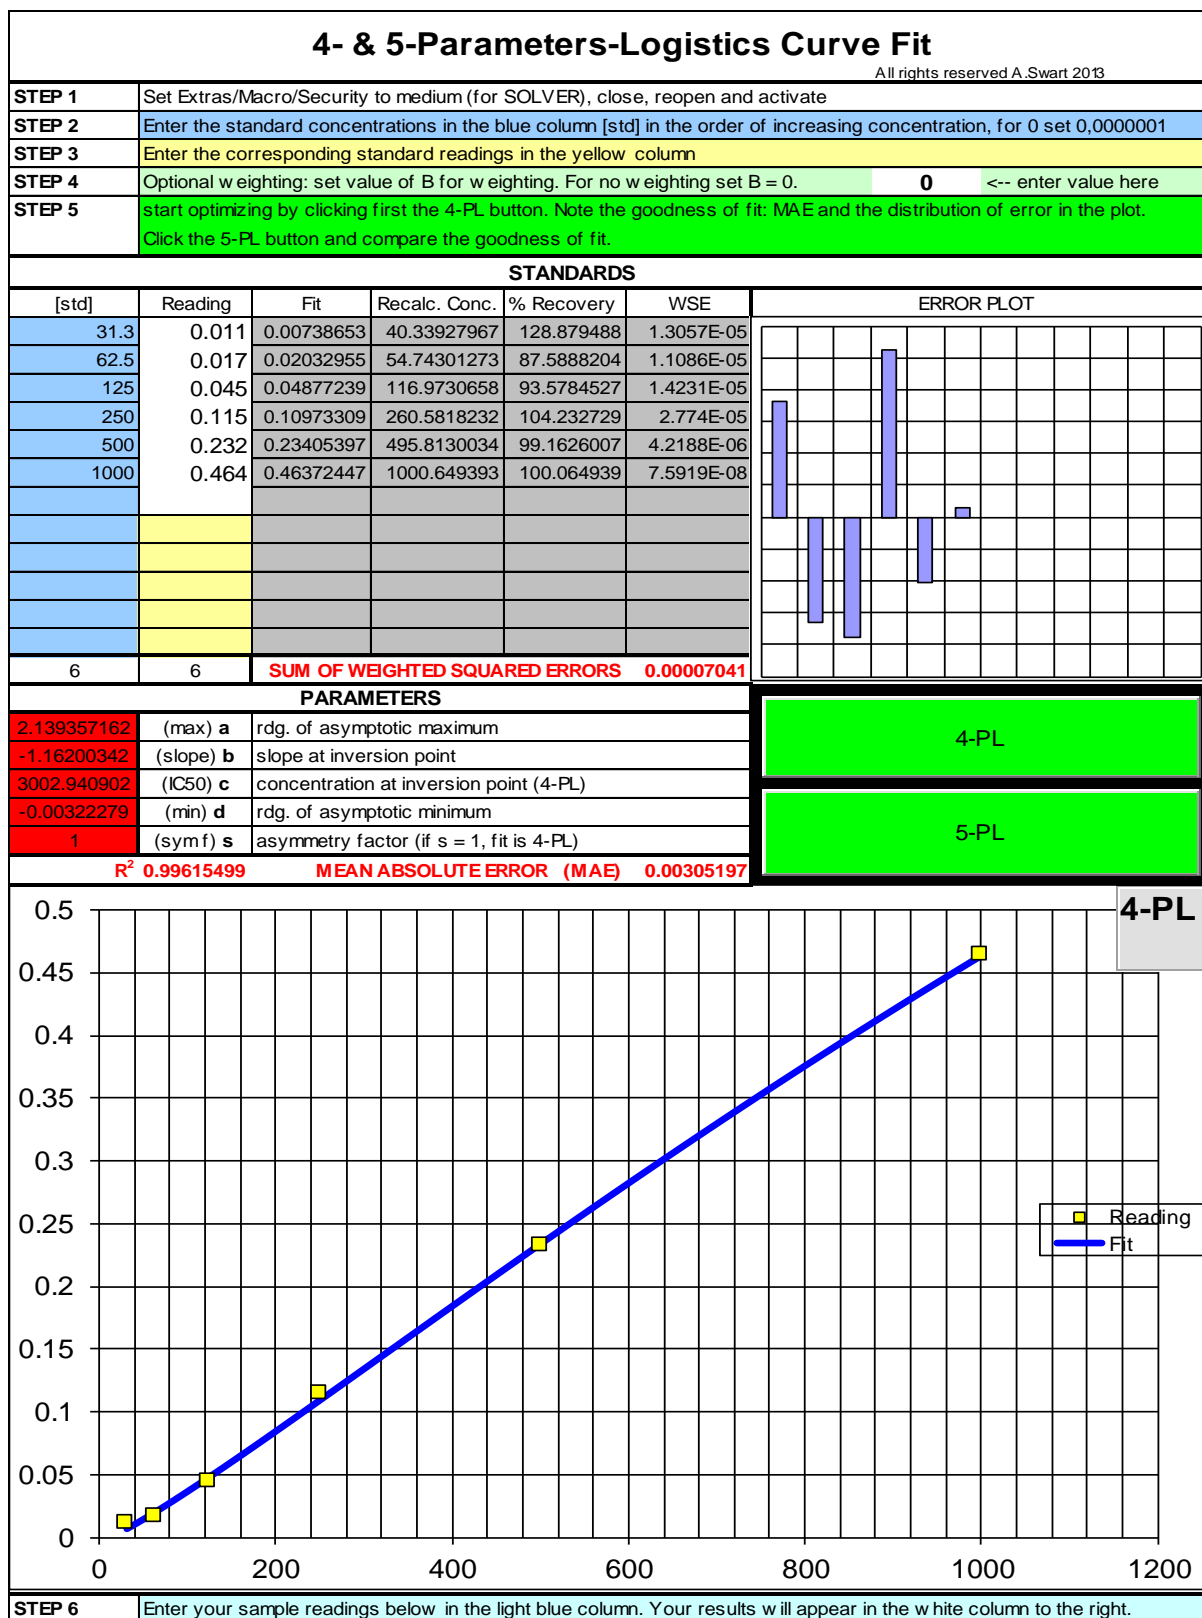 4- & 5-Parameters-Logistics Curve Fit
All rights reserved A.Swart 2013
STEP 1 Set Extras/Macro/Security to medium (for SOLVER), close, reopen and activate
STEP 2 Enter the standard concentrations in the blue column [std] in the order of increasing concentration, for 0 set 0,0000001
STEP 3 Enter the corresponding standard readings in the yellow column
STEP 4 Optional weighting: set value of B for weighting. For no weighting set B = 0. 0 <-- enter value here
STEP 5 start optimizing by clicking first the 4-PL button. Note the goodness of fit: MAE and the distribution of error in the plot.
Click the 5-PL button and compare the goodness of fit.
STANDARDS
[std] Reading Fit Recalc. Conc. % Recovery WSE ERROR PLOT
31.3 0.011 0.00738653 40.33927967 128.879488 1.3057E-05
62.5 0.017 0.02032955 54.74301273 87.5888204 1.1086E-05
125 0.045 0.04877239 116.9730658 93.5784527 1.4231E-05
250 0.115 0.10973309 260.5818232 104.232729 2.774E-05
500 0.232 0.23405397 495.8130034 99.1626007 4.2188E-06
1000 0.464 0.46372447 1000.649393 100.064939 7.5919E-08
6 6 SUM OF WEIGHTED SQUARED ERRORS 0.00007041
PARAMETERS
2.139357162 (max) a rdg. of asymptotic maximum
-1.16200342 (slope) b slope at inversion point
3002.940902 (IC50) c concentration at inversion point (4-PL)
-0.00322279 (min) d rdg. of asymptotic minimum
1 (sym f) s asymmetry factor (if s = 1, fit is 4-PL)
4-PL
5-PL
R² 0.99615499 MEAN ABSOLUTE ERROR (MAE) 0.00305197
4-PL
0.5
0.45
0.4
0.35
0.3
0.25
0.2
0.15
0.1
0.05
0
Reading
Fit
0 200 400 600 800 1000 1200
STEP 6 Enter your sample readings below in the light blue column. Your results will appear in the white column to the right.